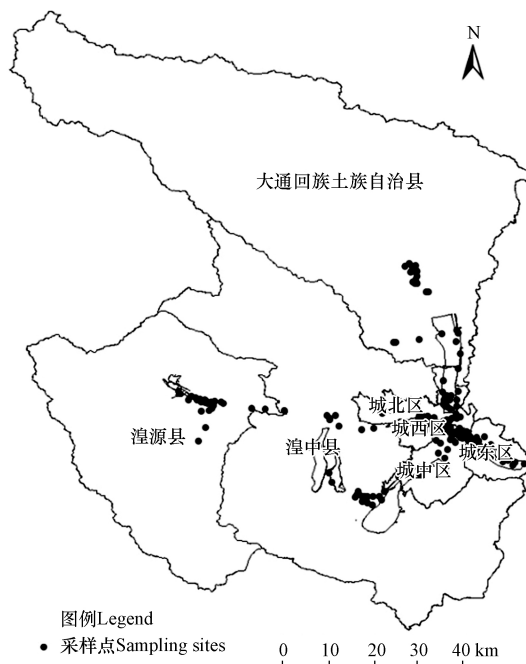 N
大通回族土族自治县
城北区
城西区
湟源县
湟中县
城中区
城东区
图例Legend
采样点Sampling sites
0 10 20 30 40 km